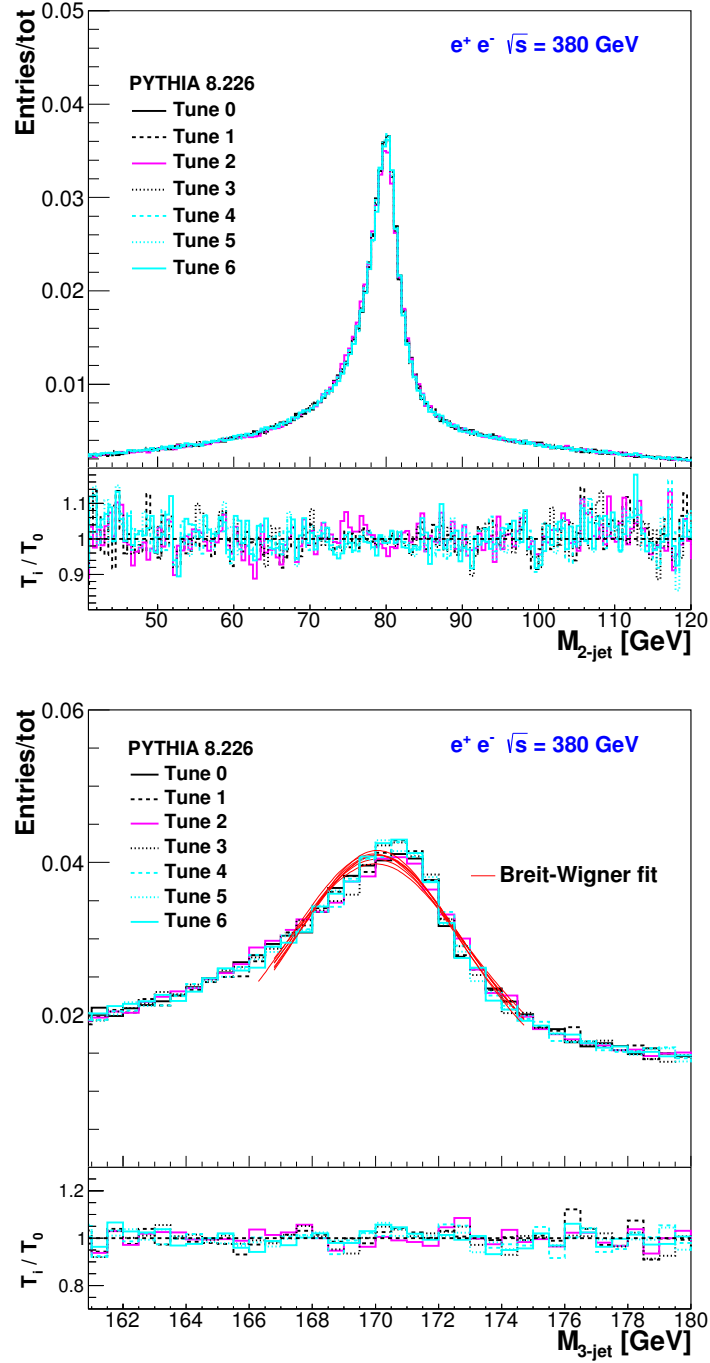 0.05
Entries/tot
e⁺ e⁻ √s = 380 GeV
PYTHIA 8.226
Tune 0
Tune 1
Tune 2
Tune 3
Tune 4
Tune 5
Tune 6
0.04
0.03
0.02
0.01
1.1
1
0.9
T_i / T_0
50 60 70 80 90 100 110 120
M_2-jet [GeV]
0.06
Entries/tot
e⁺ e⁻ √s = 380 GeV
PYTHIA 8.226
Tune 0
Tune 1
Tune 2
Tune 3
Tune 4
Tune 5
Tune 6
Breit-Wigner fit
0.04
0.02
1.2
1
0.8
T_i / T_0
162 164 166 168 170 172 174 176 178 180
M_3-jet [GeV]